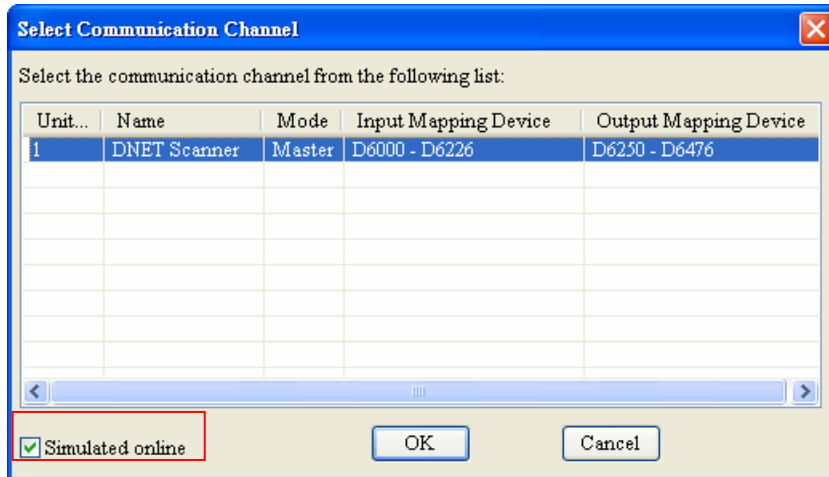 Select Communication Channel
Select the communication channel from the following list:
Unit... Name Mode Input Mapping Device Output Mapping Device
1 DNET Scanner Master D6000 - D6226 D6250 - D6476
Simulated online OK Cancel